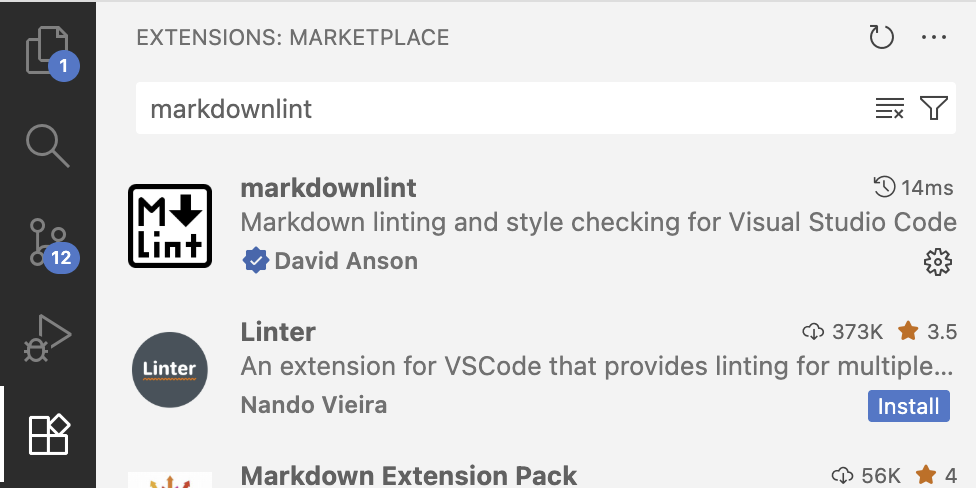 EXTENSIONS: MARKETPLACE
1
markdownlint
M
Lint
markdownlint
14ms
Markdown linting and style checking for Visual Studio Code
David Anson
12
Linter
Linter
373K 3.5
An extension for VSCode that provides linting for multiple...
Nando Vieira
Install
Markdown Extension Pack
56K 4